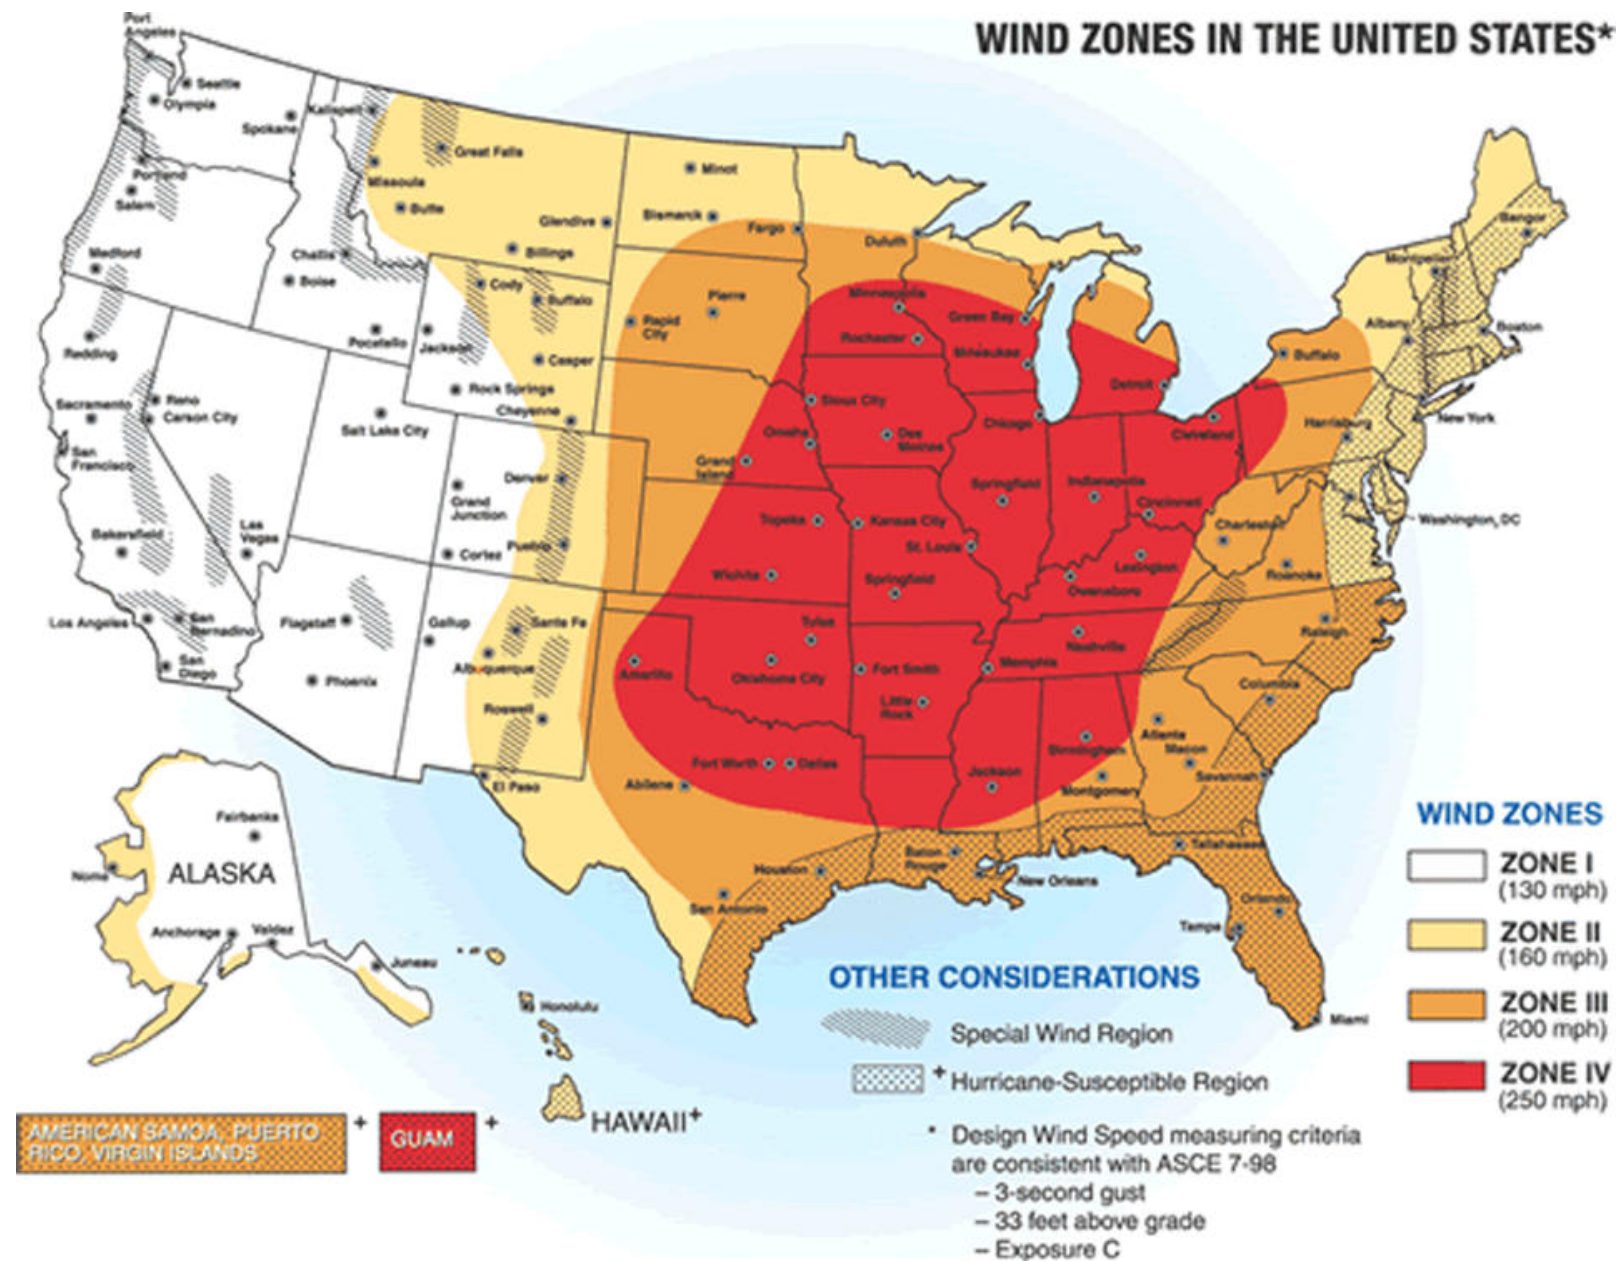 WIND ZONES IN THE UNITED STATES*
Port
Angeles
Seattle
Olympia
Spokane
Kalispell
Great Falls
Missoula
Butte
Glendive
Billings
Minot
Bismarck
Fargo
Duluth
Portland
Salem
Medford
Challis
Boise
Pocatello
Jackson
Cody
Buffalo
Casper
Rock Springs
Cheyenne
Rapid
City
Pierre
Minneapolis
Rochester
Green Bay
Milwaukee
Detroit
Bangor
Montpelier
Albany
Boston
Buffalo
New York
Harrisburg
Washington, DC
Redding
Sacramento
San
Francisco
Reno
Carson City
Salt Lake City
Grand
Junction
Cortez
Denver
Pueblo
Grand
Island
Sioux City
Omaha
Des
Moines
Chicago
Springfield
Indianapolis
Cleveland
Cincinnati
Charleston
Roanoke
Bakersfield
Las
Vegas
Los Angeles
San
Bernadino
San
Diego
Flagstaff
Phoenix
Gallup
Santa Fe
Albuquerque
Roswell
El Paso
Topeka
Wichita
Kansas City
St. Louis
Springfield
Owensboro
Lexington
Nashville
Memphis
Raleigh
Columbia
Amarillo
Tulsa
Oklahoma City
Fort Smith
Little
Rock
Fort Worth
Dallas
Abilene
Jackson
Birmingham
Montgomery
Atlanta
Macon
Savannah
Houston
San Antonio
Baton
Rouge
New Orleans
Tallahassee
Orlando
Tampa
Miami
Fairbanks
ALASKA
Nome
Anchorage
Valdez
Juneau
Honolulu
HAWAII+
AMERICAN SAMOA, PUERTO
RICO, VIRGIN ISLANDS
+
GUAM
+
WIND ZONES
ZONE I
(130 mph)
ZONE II
(160 mph)
ZONE III
(200 mph)
ZONE IV
(250 mph)
OTHER CONSIDERATIONS
Special Wind Region
+ Hurricane-Susceptible Region
* Design Wind Speed measuring criteria
are consistent with ASCE 7-98
– 3-second gust
– 33 feet above grade
– Exposure C